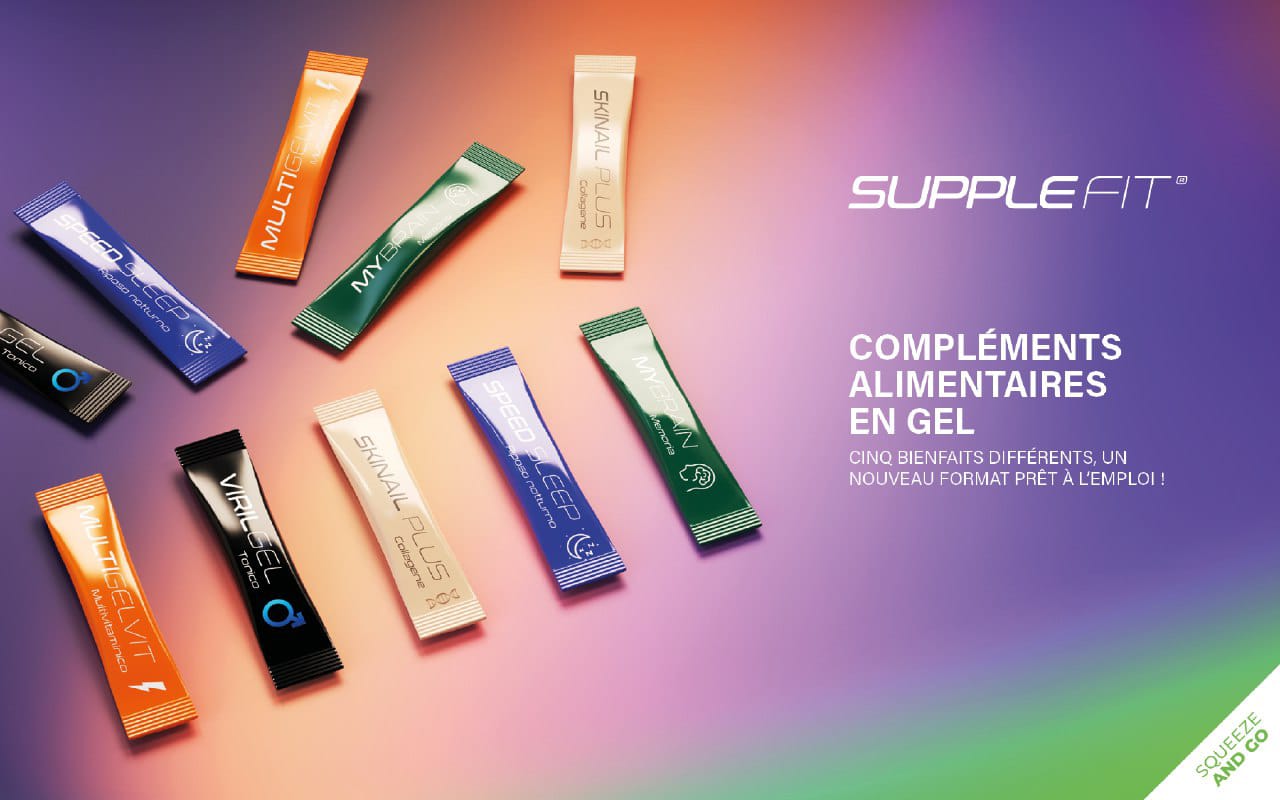 MULTIGELVIT
SKINAIL PLUS
Collagene
MYBRAIN
SPEED SLEEP
Riposo notturno
GEL
Tonico
SUPPLEFIT
COMPLÉMENTS
ALIMENTAIRES
EN GEL
CINQ BIENFAITS DIFFÉRENTS, UN
NOUVEAU FORMAT PRÊT À L'EMPLOI !
MYBRAIN
Memoria
SPEED SLEEP
Riposo notturno
SKINAIL PLUS
Collagene
VIRILGEL
Tonico
MULTIGELVIT
Multivitaminico
SQUEEZE
AND GO